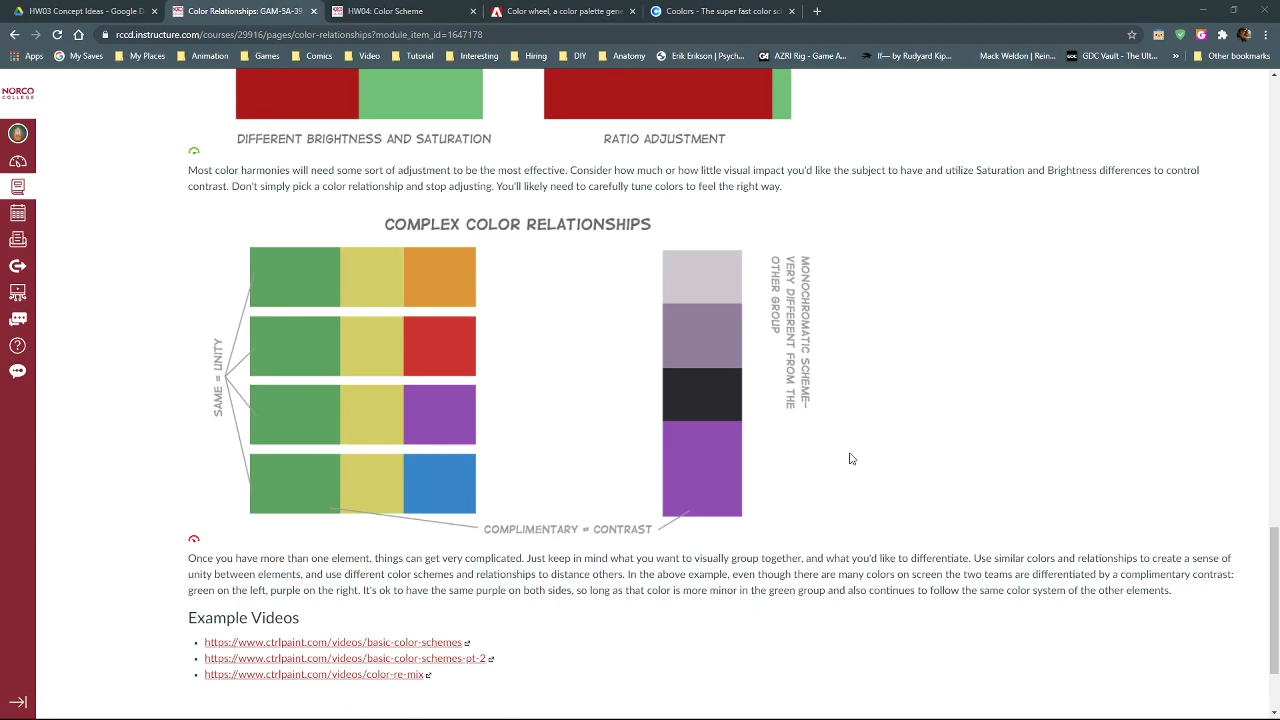 HW03 Concept Ideas - Google D
Color Relationships: GAM-5A-39
HW04: Color Scheme
Color wheel, a color palette gene
Coolors - The super fast color s
rccd.instructure.com/courses/29916/pages/color-relationships?module_item_id=1647178
Apps
My Places
Animation
Games
Comics
Video
Tutorial
Interesting
Hiring
DIY
Anatomy
Erik Erikson | Psych...
AZRI Rig - Game A...
If— by Rudyard Kip...
Mack Weldon | Rein...
GDC Vault - The Ult...
»
Other bookmarks
NORCO
COLLEGE
DIFFERENT BRIGHTNESS AND SATURATION
RATIO ADJUSTMENT
Most color harmonies will need some sort of adjustment to be the most effective. Consider how much or how little visual impact you'd like the subject to have and utilize Saturation and Brightness differences to control
contrast. Don't simply pick a color relationship and stop adjusting. You'll likely need to carefully tune colors to feel the right way.
COMPLEX COLOR RELATIONSHIPS
SAME = UNITY
MONOCHROMATIC SCHEME-
VERY DIFFERENT FROM THE
OTHER GROUP
COMPLIMENTARY = CONTRAST
Once you have more than one element, things can get very complicated. Just keep in mind what you want to visually group together, and what you'd like to differentiate. Use similar colors and relationships to create a sense of
unity between elements, and use different color schemes and relationships to distance others. In the above example, even though there are many colors on screen the two teams are differentiated by a complimentary contrast:
green on the left, purple on the right. It's ok to have the same purple on both sides, so long as that color is more minor in the green group and also continues to follow the same color system of the other elements.
Example Videos
https://www.ctrlpaint.com/videos/basic-color-schemes
https://www.ctrlpaint.com/videos/basic-color-schemes-pt-2
https://www.ctrlpaint.com/videos/color-re-mix